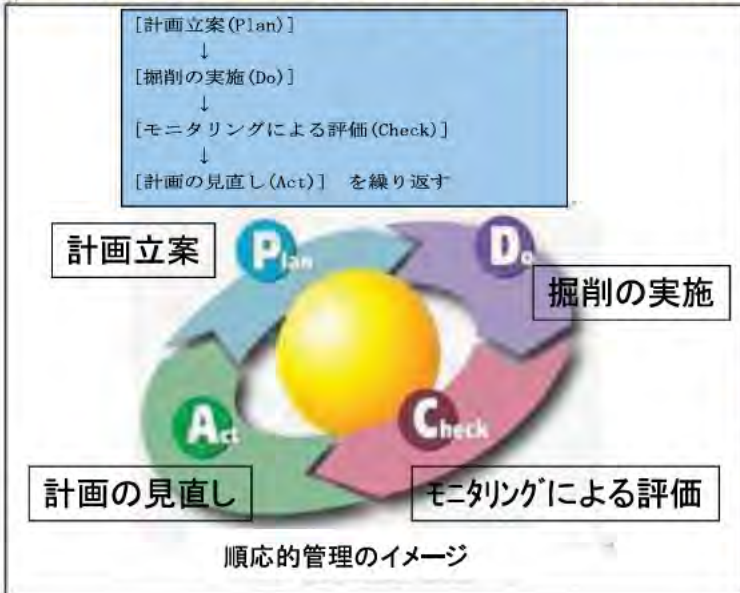 [計画立案(Plan)]
↓
[掘削の実施(Do)]
↓
[モニタリングによる評価(Check)]
↓
[計画の見直し(Act)] を繰り返す
計画立案
Plan
Do
掘削の実施
Act
Check
計画の見直し
ﾓﾆﾀﾘﾝｸﾞによる評価
順応的管理のイメージ